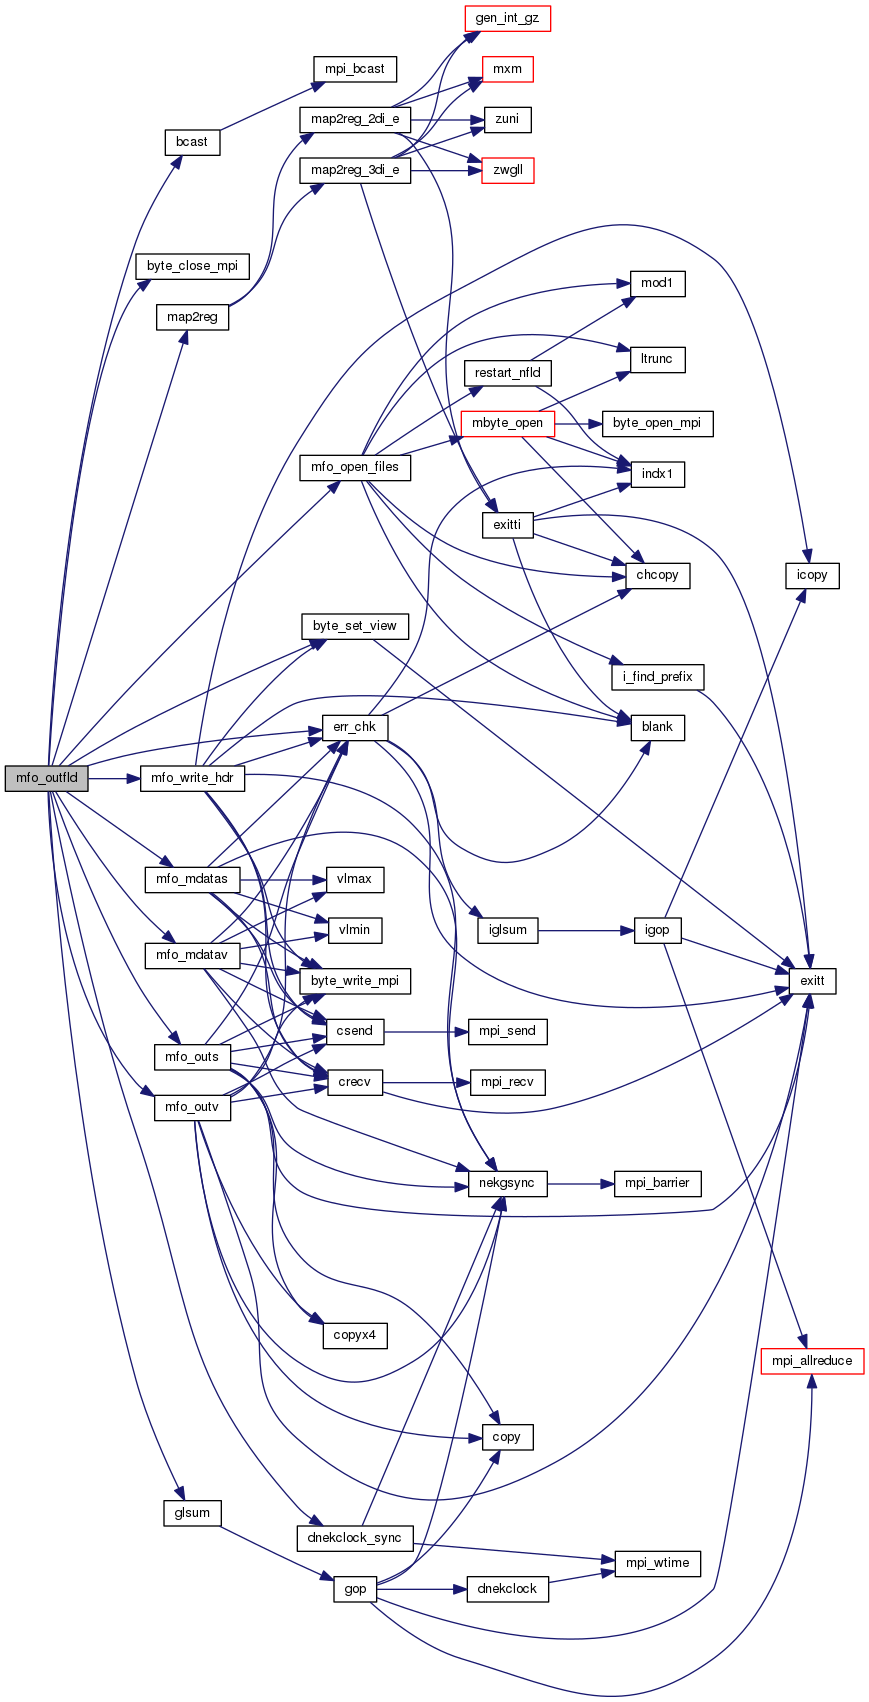 gen_int_gz
mpi_bcast
mxm
map2reg_2di_e
zuni
bcast
map2reg_3di_e
zwgll
byte_close_mpi
mod1
map2reg
ltrunc
restart_nfld
mbyte_open
byte_open_mpi
mfo_open_files
indx1
exitti
chcopy
icopy
byte_set_view
i_find_prefix
err_chk
blank
mfo_outfld
mfo_write_hdr
mfo_mdatas
vlmax
vlmin
iglsum
igop
mfo_mdatav
byte_write_mpi
exitt
csend
mpi_send
mfo_outs
crecv
mpi_recv
mfo_outv
nekgsync
mpi_barrier
copyx4
mpi_allreduce
copy
glsum
dnekclock_sync
mpi_wtime
gop
dnekclock